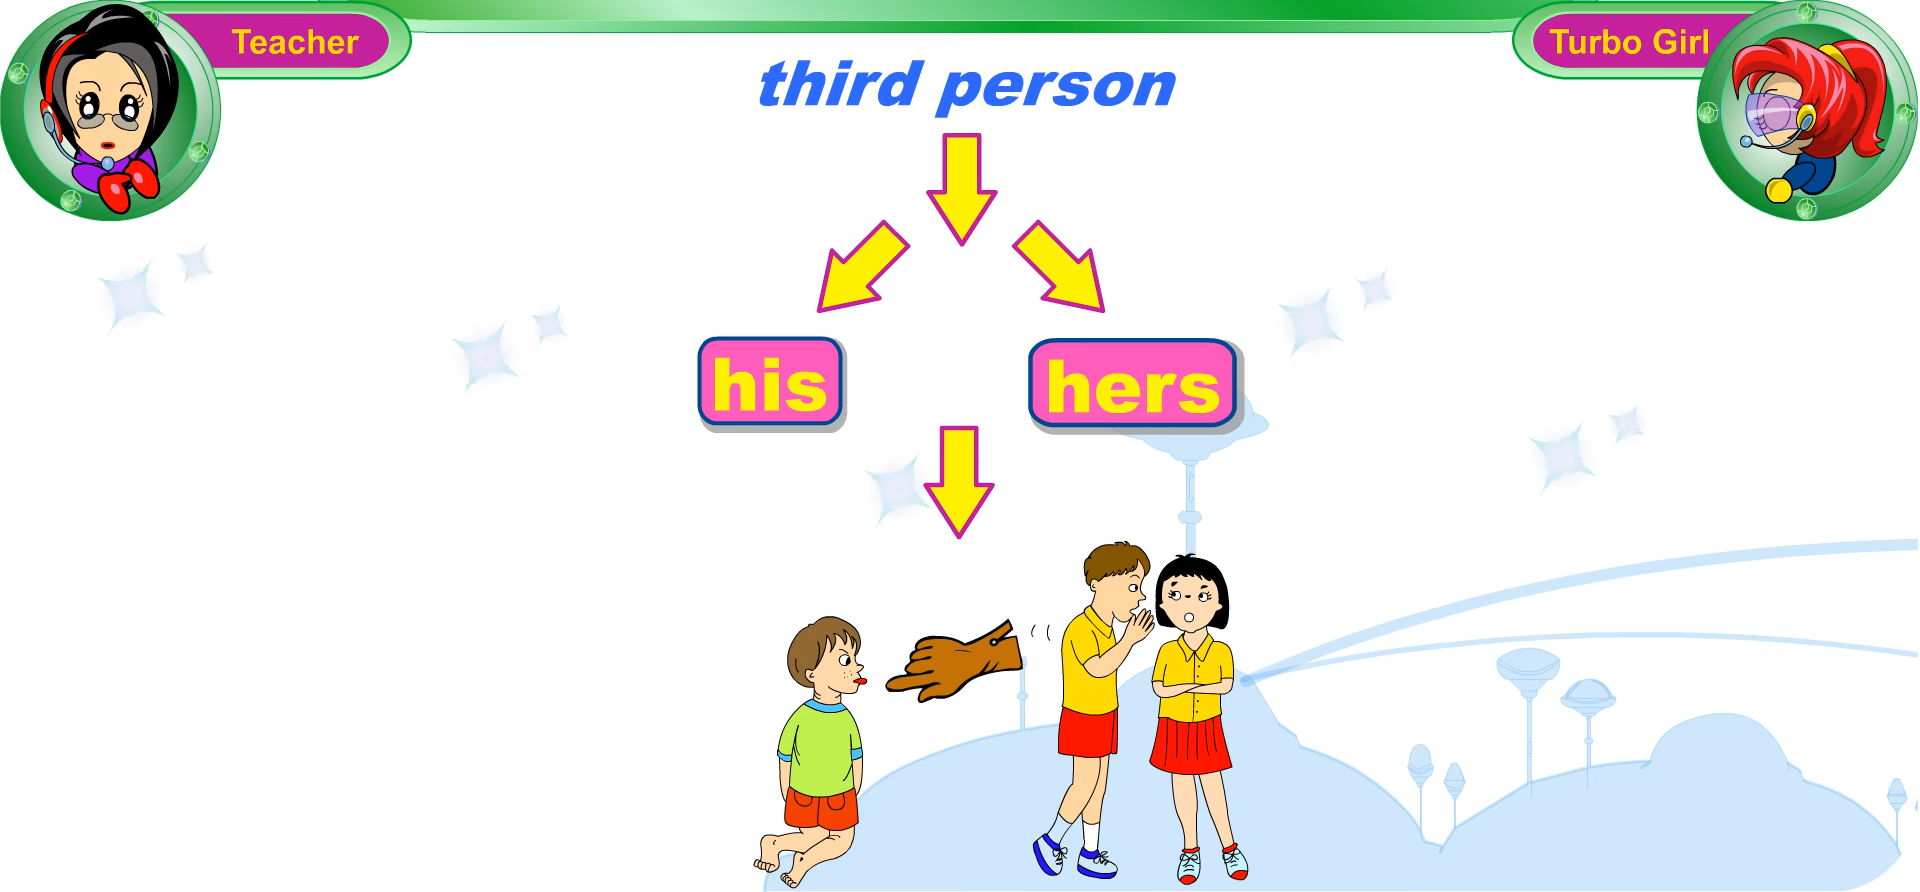 Teacher
Turbo Girl
third person
his
hers